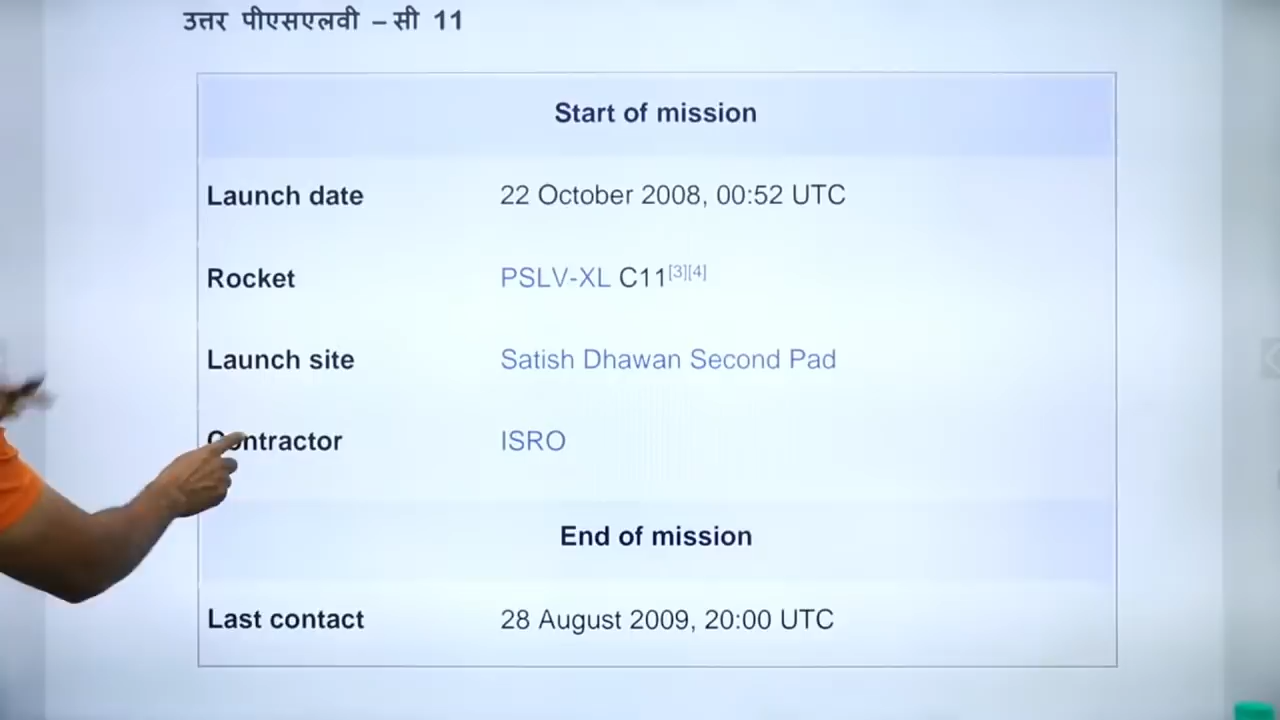 उत्तर पीएसएलवी – सी 11
Start of mission
Launch date 22 October 2008, 00:52 UTC
Rocket PSLV-XL C11[3][4]
Launch site Satish Dhawan Second Pad
Contractor ISRO
End of mission
Last contact 28 August 2009, 20:00 UTC